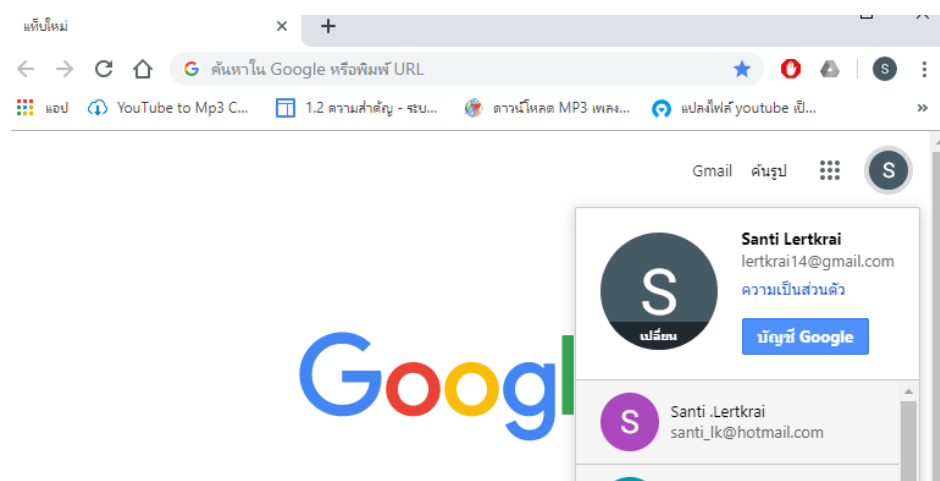 แท็บใหม่
ค้นหาใน Google หรือพิมพ์ URL
S
แอป YouTube to Mp3 C... 1.2 ความสำคัญ - ระบ... ดาวน์โหลด MP3 เพลง... แปลงไฟล์ youtube เป็...
Gmail ค้นรูป S
Santi Lertkrai
lertkrai14@gmail.com
ความเป็นส่วนตัว
S
เปลี่ยน
บัญชี Google
Goog
S
Santi .Lertkrai
santi_lk@hotmail.com